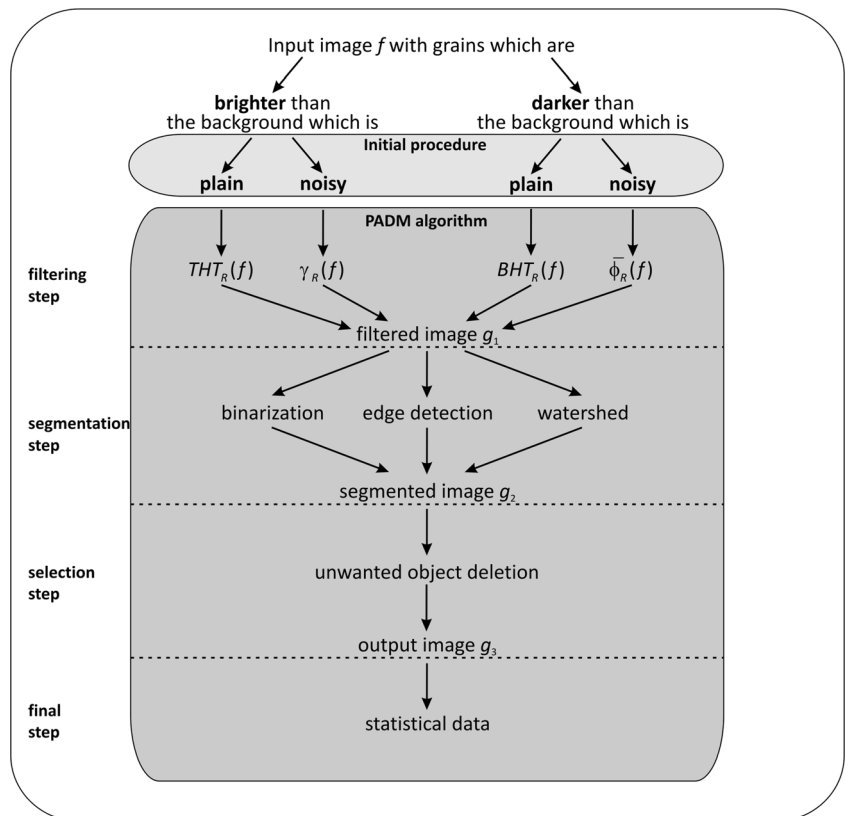 Input image f with grains which are
brighter than
the background which is
darker than
the background which is
Initial procedure
plain
noisy
plain
noisy
PADM algorithm
filtering
step
THT_R(f)
γ_R(f)
BHT_R(f)
ϕ̅_R(f)
filtered image g₁
segmentation
step
binarization
edge detection
watershed
segmented image g₂
selection
step
unwanted object deletion
output image g₃
final
step
statistical data